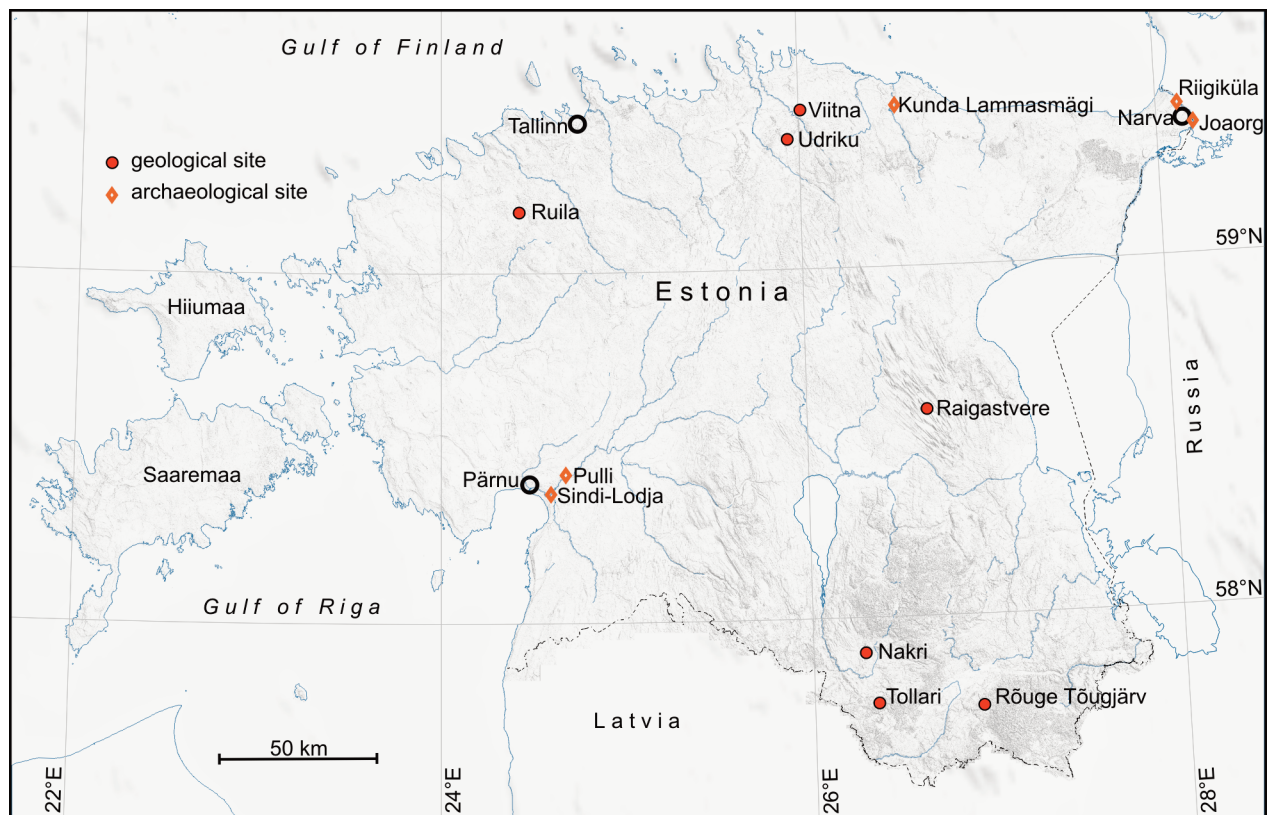 Gulf of Finland
Riigiküla
Viitna
Kunda Lammasmägi
Narva
Joaorg
Tallinn
Udriku
geological site
archaeological site
Ruila
59°N
Estonia
Hiiumaa
Russia
Raigastvere
Saaremaa
Pärnu
Pulli
Sindi-Lodja
58°N
Gulf of Riga
Nakri
Tollari
Rõuge Tõugjärv
Latvia
50 km
22°E
24°E
26°E
28°E